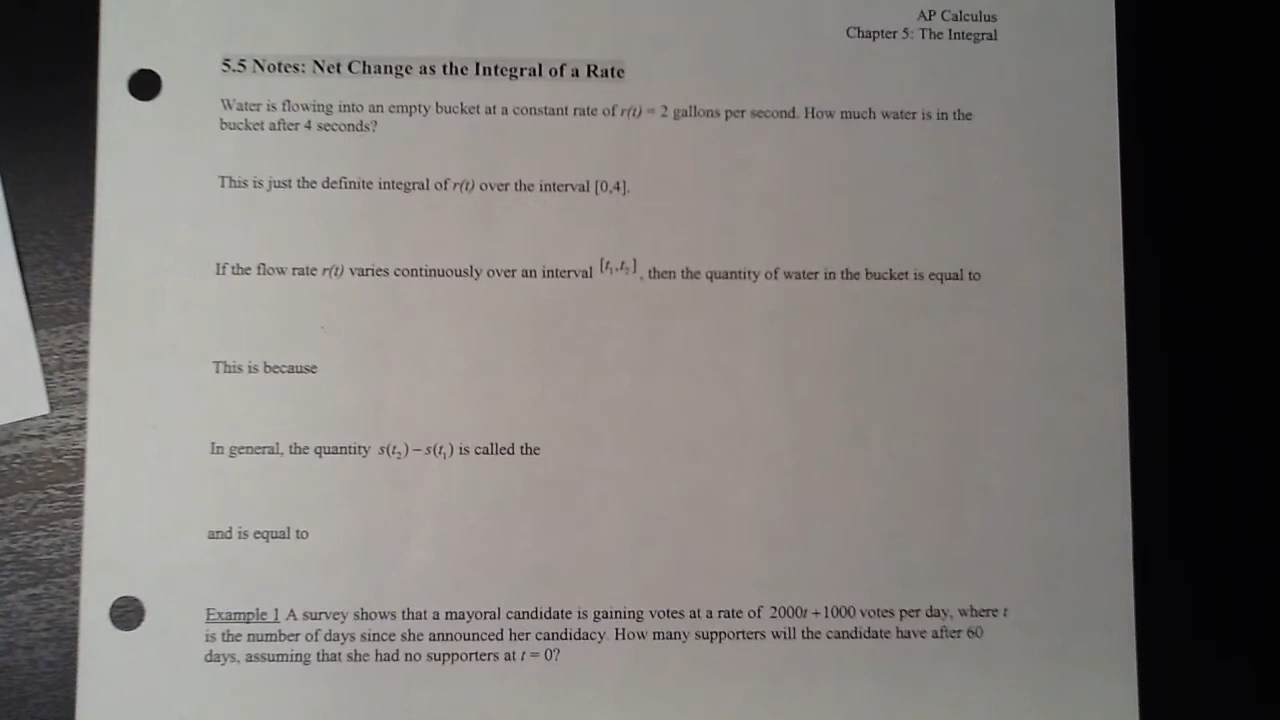 AP Calculus
Chapter 5: The Integral
5.5 Notes: Net Change as the Integral of a Rate
Water is flowing into an empty bucket at a constant rate of r(t) = 2 gallons per second. How much water is in the
bucket after 4 seconds?
This is just the definite integral of r(t) over the interval [0,4].
If the flow rate r(t) varies continuously over an interval [t₁,t₂], then the quantity of water in the bucket is equal to
This is because
In general, the quantity s(t₂)−s(t₁) is called the
and is equal to
Example 1 A survey shows that a mayoral candidate is gaining votes at a rate of 2000t+1000 votes per day, where t
is the number of days since she announced her candidacy. How many supporters will the candidate have after 60
days, assuming that she had no supporters at t = 0?